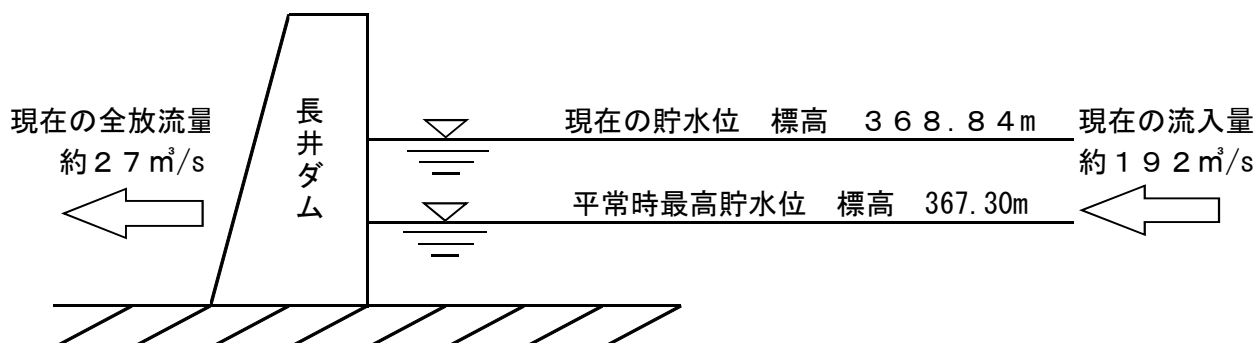 現在の全放流量
約２７㎥/s
長井ダム
現在の貯水位　標高　３６８.８４m
平常時最高貯水位　標高　367.30m
現在の流入量
約１９２㎥/s